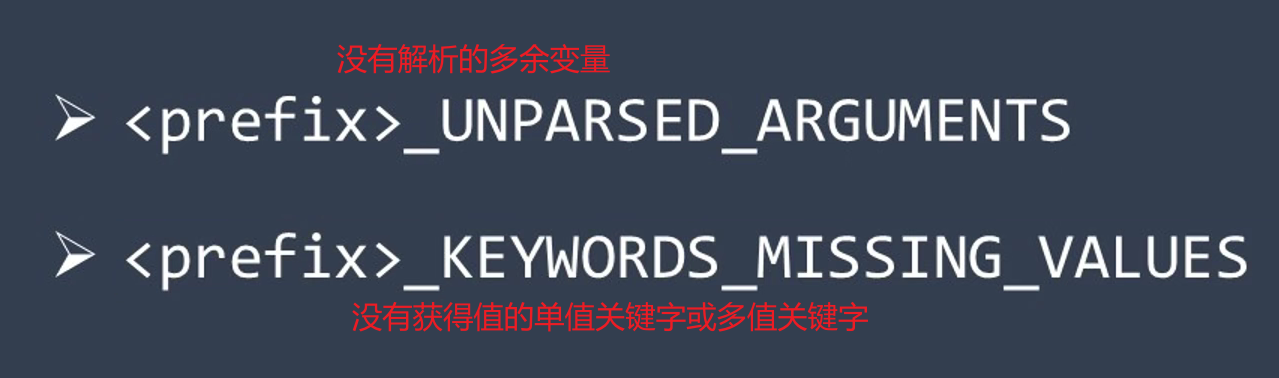 没有解析的多余变量
➢ <prefix>_UNPARSED_ARGUMENTS
➢ <prefix>_KEYWORDS_MISSING_VALUES
没有获得值的单值关键字或多值关键字